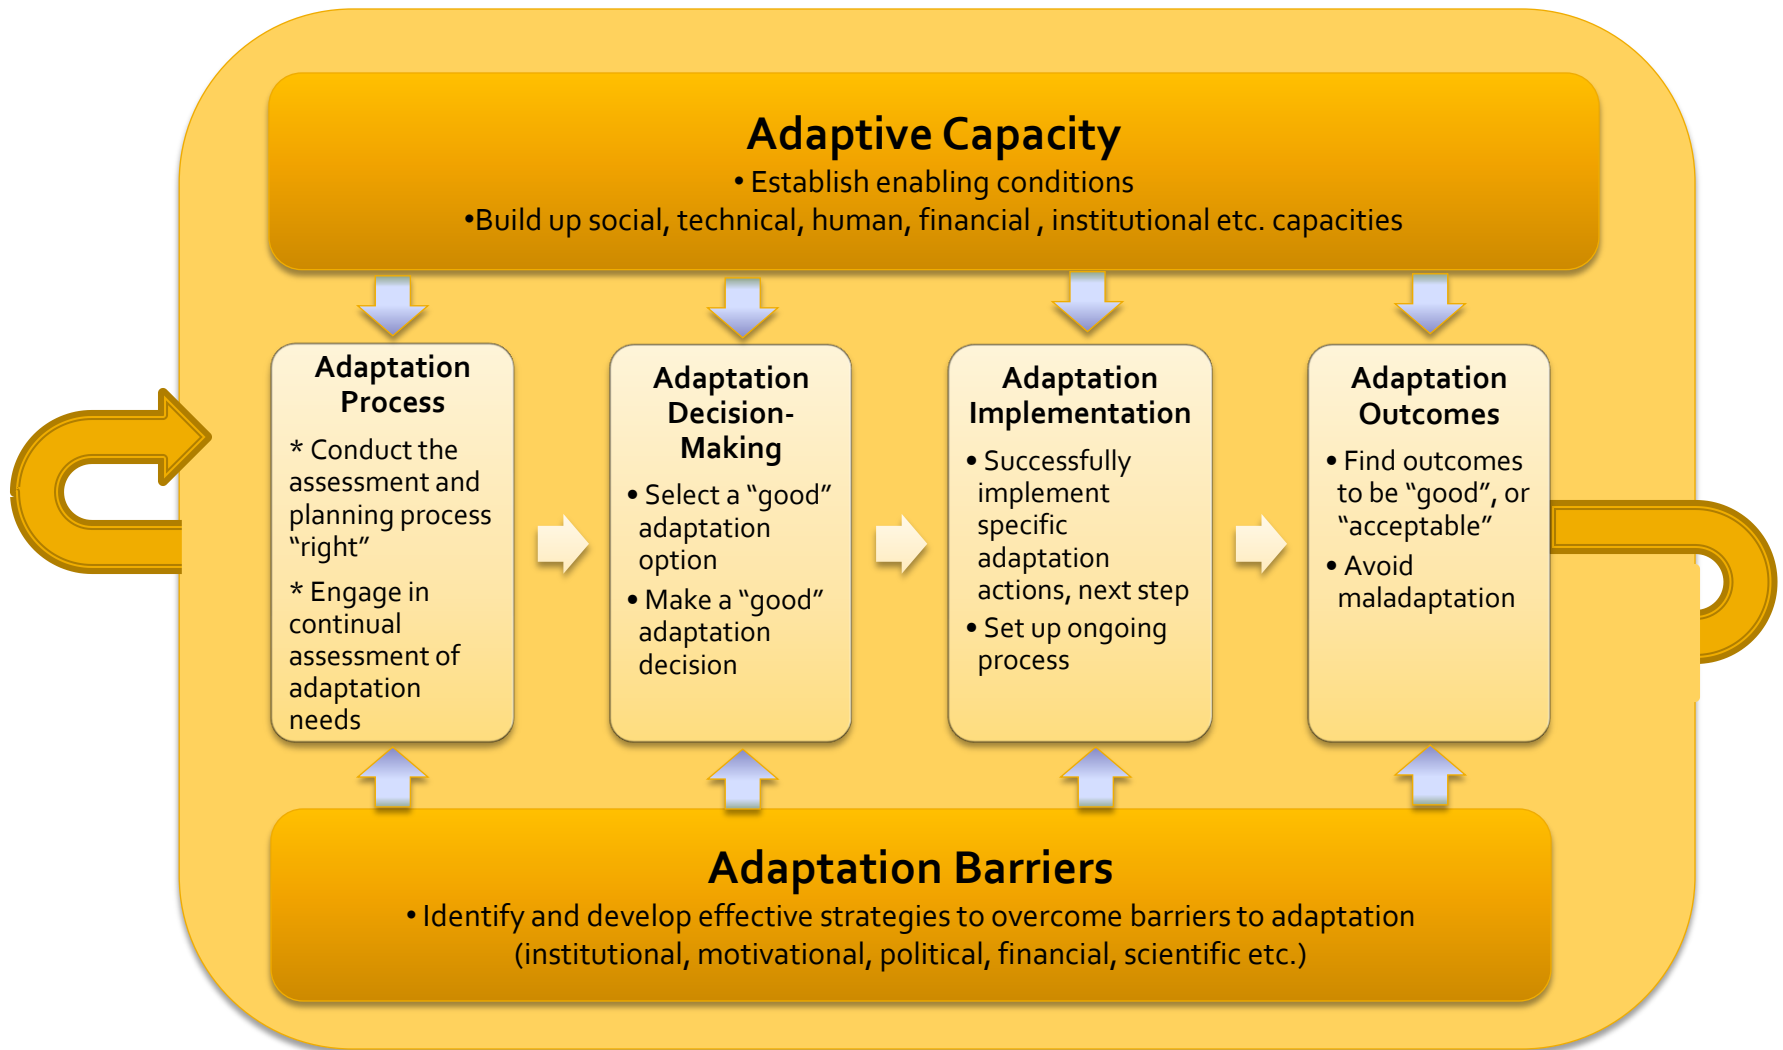 Adaptive Capacity
• Establish enabling conditions
•Build up social, technical, human, financial , institutional etc. capacities
Adaptation
Process
* Conduct the
assessment and
planning process
“right”
* Engage in
continual
assessment of
adaptation
needs
Adaptation
Decision-
Making
• Select a “good”
adaptation
option
• Make a “good”
adaptation
decision
Adaptation
Implementation
• Successfully
implement
specific
adaptation
actions, next step
• Set up ongoing
process
Adaptation
Outcomes
• Find outcomes
to be “good”, or
“acceptable”
• Avoid
maladaptation
Adaptation Barriers
• Identify and develop effective strategies to overcome barriers to adaptation
(institutional, motivational, political, financial, scientific etc.)